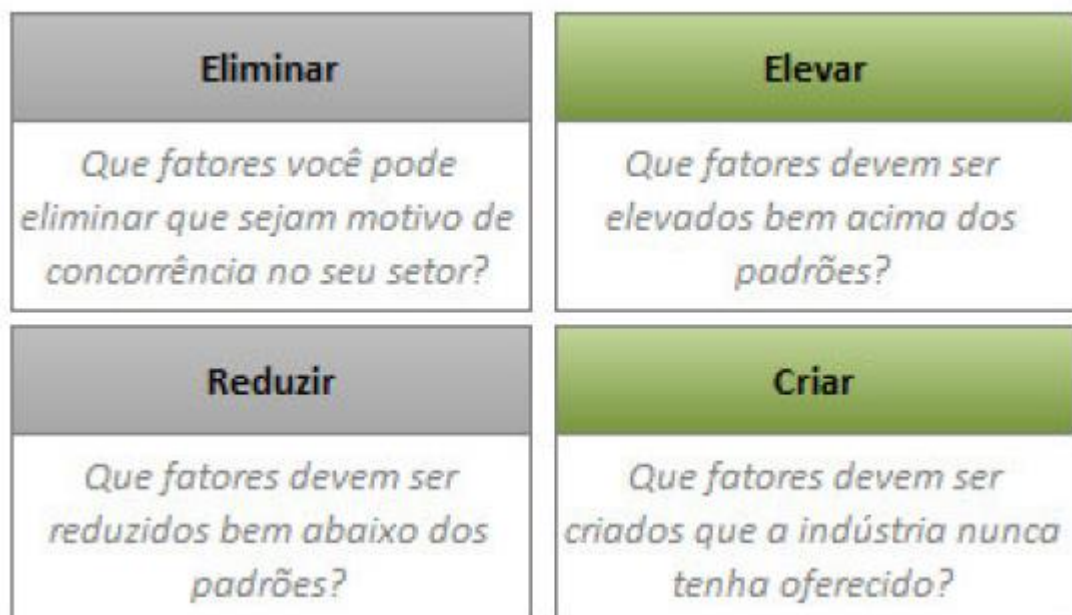 Eliminar
Que fatores você pode
eliminar que sejam motivo de
concorrência no seu setor?
Elevar
Que fatores devem ser
elevados bem acima dos
padrões?
Reduzir
Que fatores devem ser
reduzidos bem abaixo dos
padrões?
Criar
Que fatores devem ser
criados que a indústria nunca
tenha oferecido?